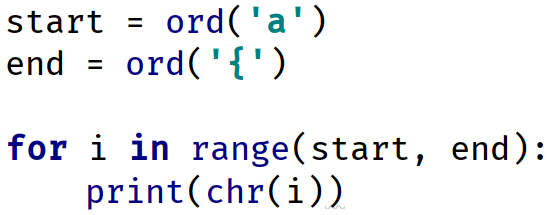 start = ord('a')
end = ord('{')

for i in range(start, end):
    print(chr(i))